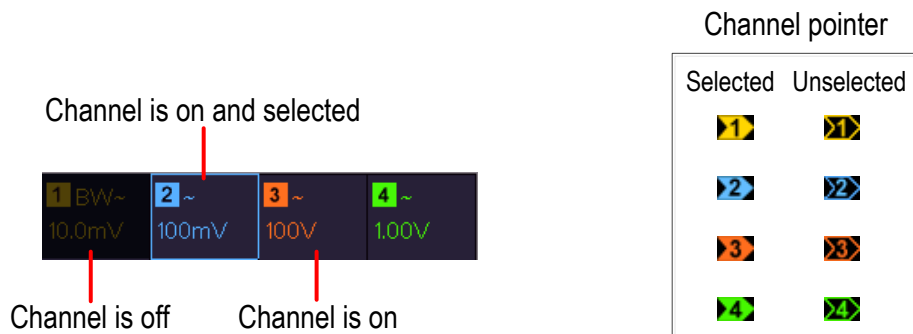 Channel pointer
Selected Unselected
Channel is on and selected
1 1
1 BW~ 2 ~ 3 ~ 4 ~
2 2
10.0mV 100mV 100V 1.00V
3 3
Channel is off Channel is on
4 4